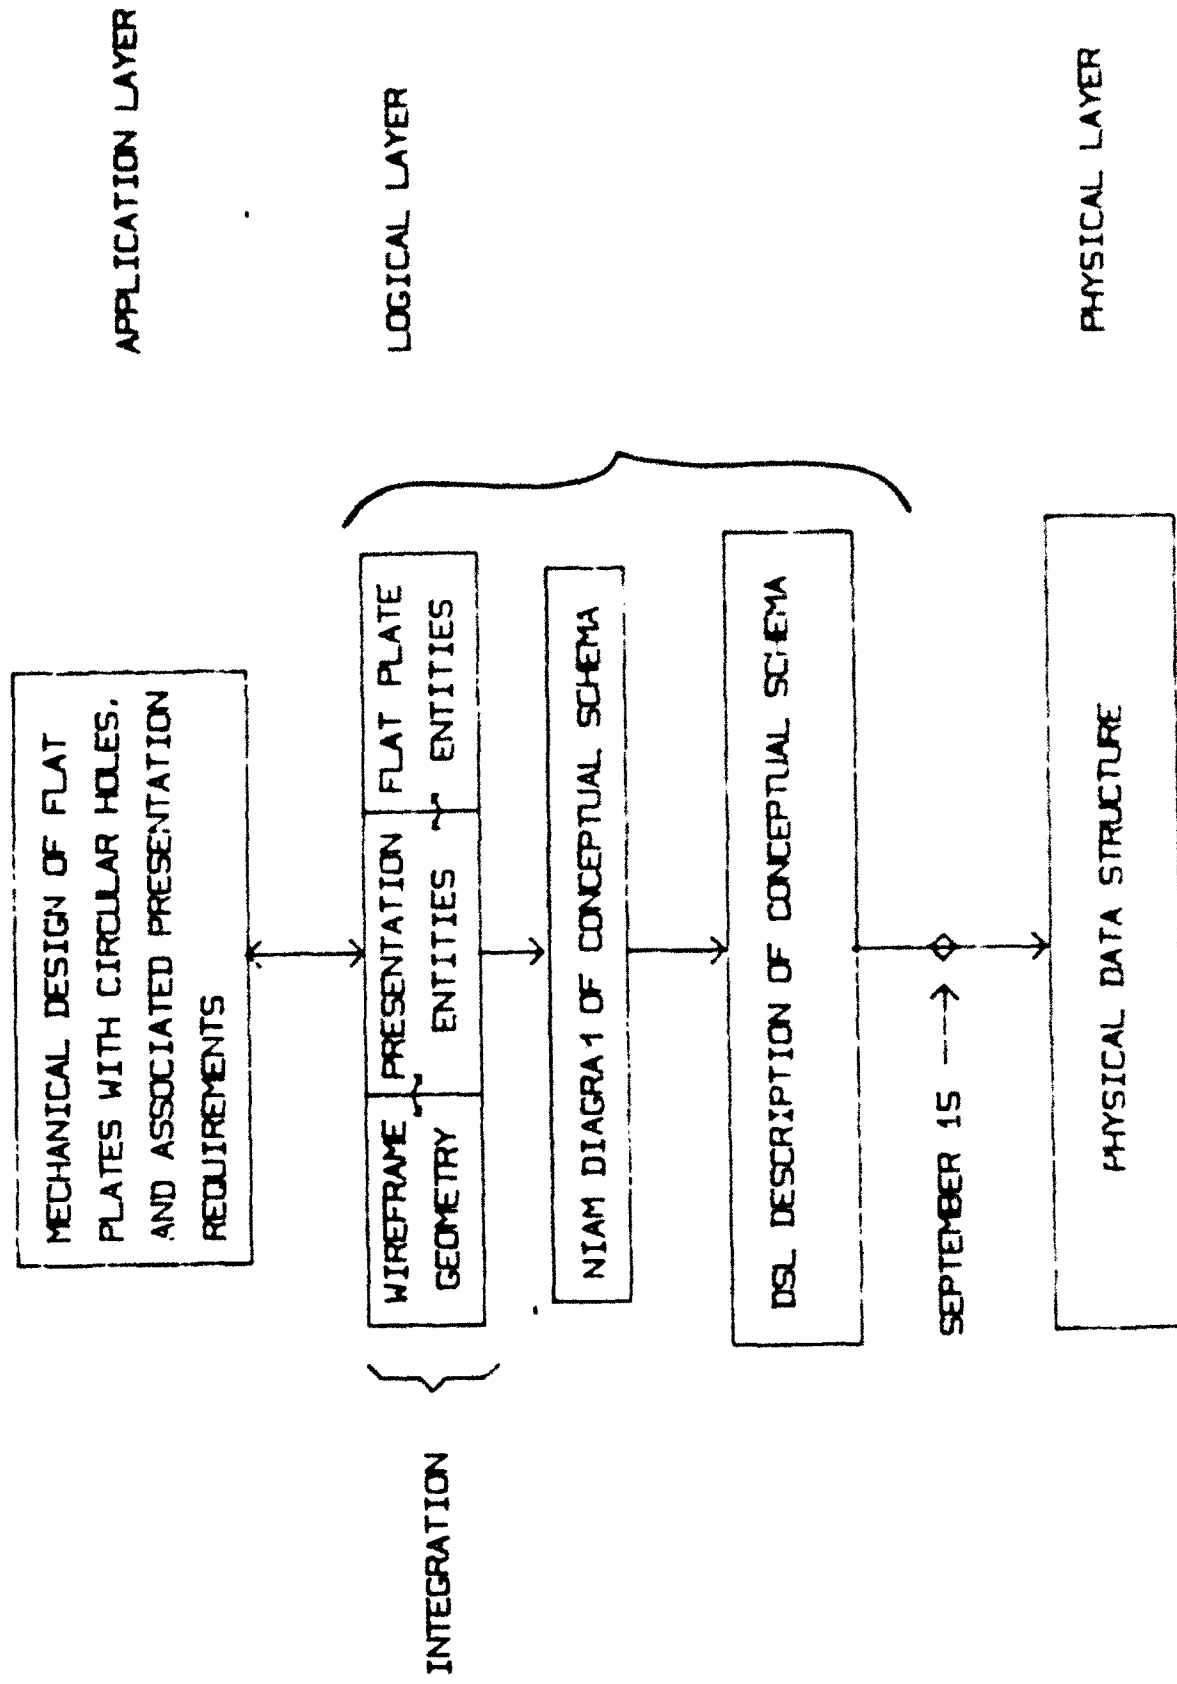 APPLICATION LAYER
MECHANICAL DESIGN OF FLAT
PLATES WITH CIRCULAR HOLES,
AND ASSOCIATED PRESENTATION
REQUIREMENTS
LOGICAL LAYER
INTEGRATION
WIREFRAME
GEOMETRY
PRESENTATION
ENTITIES
FLAT PLATE
ENTITIES
NIAM DIAGRAM OF CONCEPTUAL SCHEMA
DSL DESCRIPTION OF CONCEPTUAL SCHEMA
SEPTEMBER 15
PHYSICAL LAYER
PHYSICAL DATA STRUCTURE